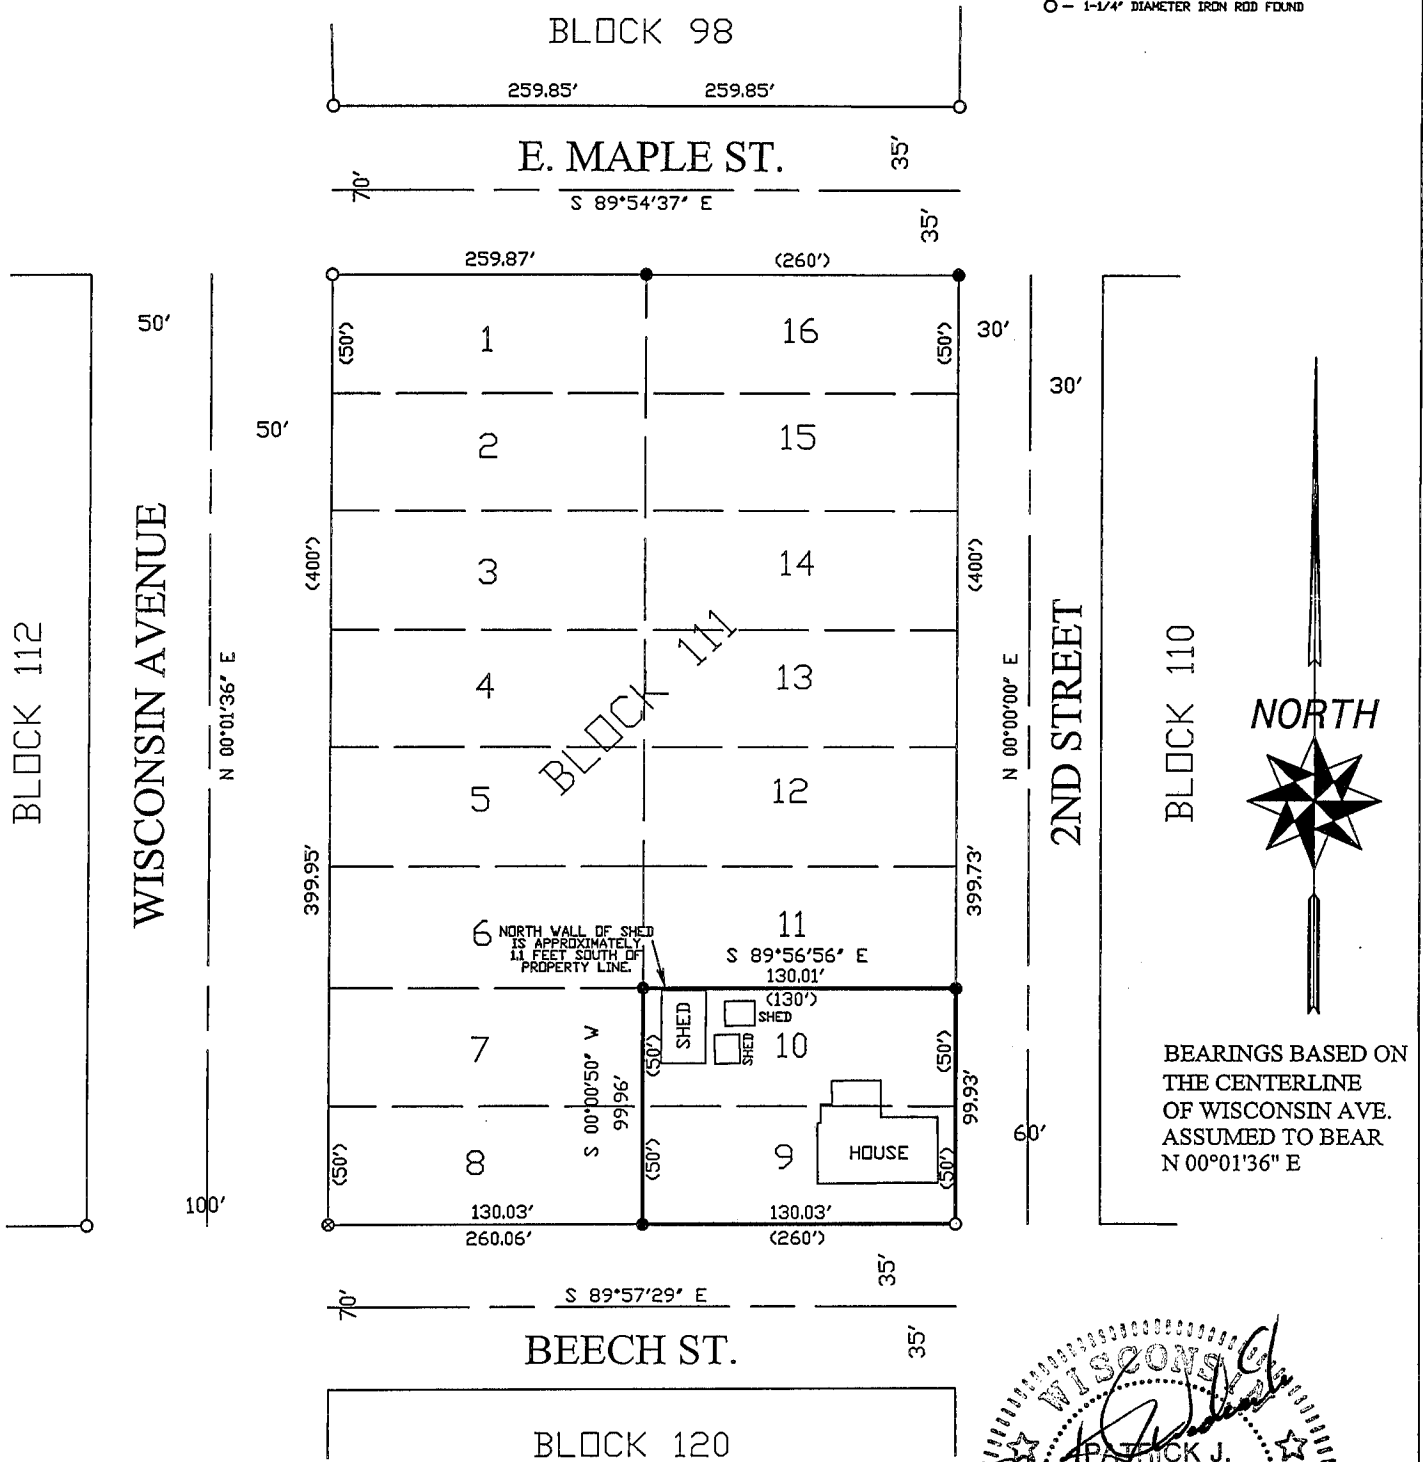 ○ – 1-1/4" DIAMETER IRON ROD FOUND
BLOCK 98
259.85' 259.85'
E. MAPLE ST.
35'
70'
S 89°54'37" E
35'
259.87' (260')
50'
(50')
1
16
(50')
30'
30'
50'
2
15
WISCONSIN AVENUE
(400')
3
14
(400')
BLOCK 112
N 00°01'36" E
BLOCK 111
4
13
N 00°00'00" E
2ND STREET
BLOCK 110
NORTH
5
12
399.95'
399.73'
6
11
NORTH WALL OF SHED
IS APPROXIMATELY
1.1 FEET SOUTH OF
PROPERTY LINE.
S 89°56'56" E
130.01'
(130')
SHED
SHED
SHED
7
10
S 00°00'50" W
99.96'
(50')
(50')
99.93'
BEARINGS BASED ON
THE CENTERLINE
OF WISCONSIN AVE.
ASSUMED TO BEAR
N 00°01'36" E
60'
8
(50')
(50')
9
HOUSE
(50')
100'
130.03' 130.03'
260.06' (260')
35'
70'
S 89°57'29" E
35'
BEECH ST.
BLOCK 120
WISCONSIN
PATRICK J.